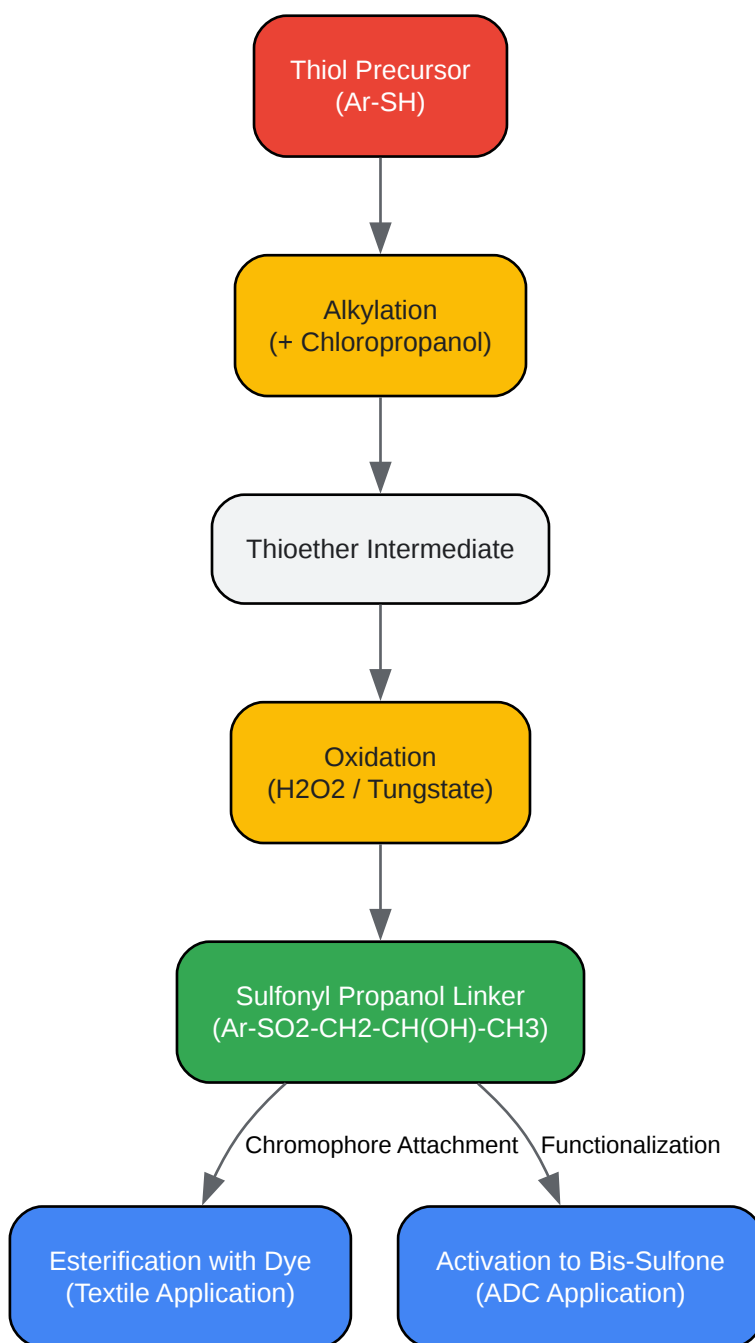 Thiol Precursor
(Ar-SH)
Alkylation
(+ Chloropropanol)
Thioether Intermediate
Oxidation
(H2O2 / Tungstate)
Sulfonyl Propanol Linker
(Ar-SO2-CH2-CH(OH)-CH3)
Chromophore Attachment
Functionalization
Esterification with Dye
(Textile Application)
Activation to Bis-Sulfone
(ADC Application)